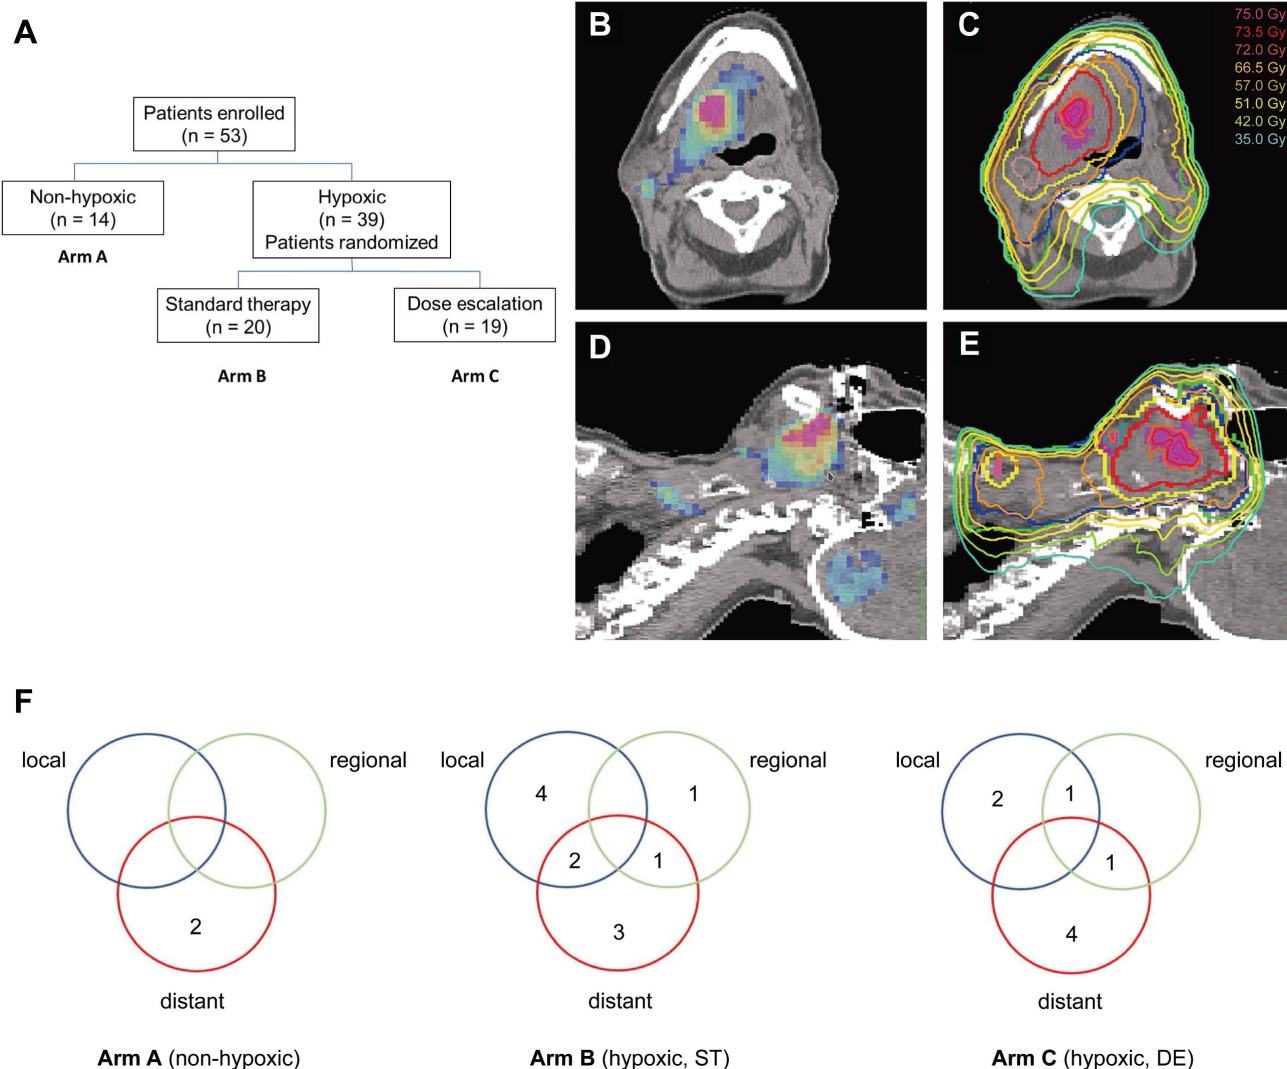 A
Patients enrolled
(n = 53)
Non-hypoxic
(n = 14)
Arm A
Hypoxic
(n = 39)
Patients randomized
Standard therapy
(n = 20)
Arm B
Dose escalation
(n = 19)
Arm C
B
C
75.0 Gy
73.5 Gy
72.0 Gy
66.5 Gy
57.0 Gy
51.0 Gy
42.0 Gy
35.0 Gy
D
E
F
local
regional
2
distant
Arm A (non-hypoxic)
local
regional
4
1
2
1
3
distant
Arm B (hypoxic, ST)
local
regional
2
1
1
4
distant
Arm C (hypoxic, DE)